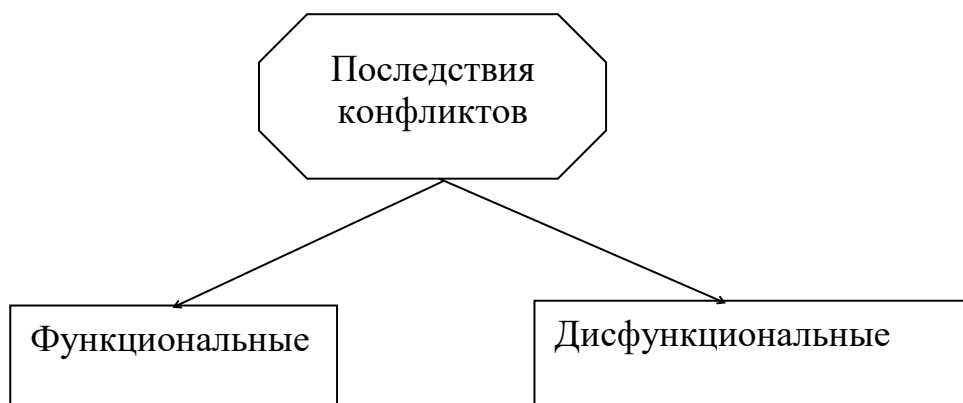 Последствия
конфликтов
Функциональные
Дисфункциональные